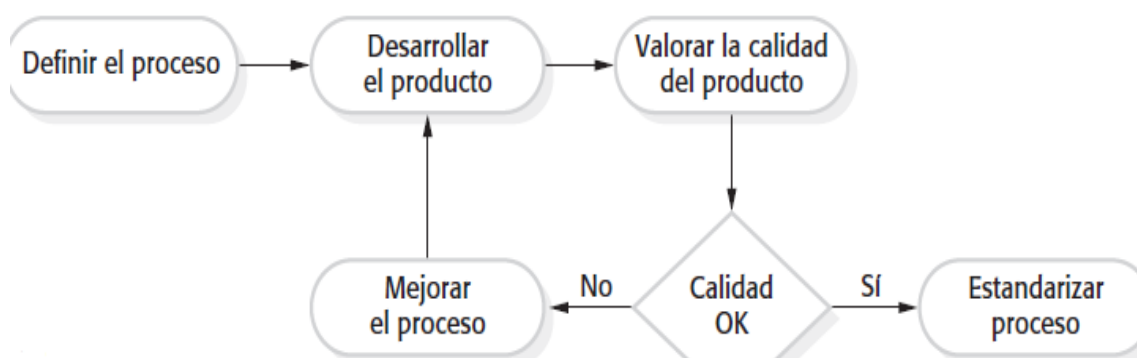 Definir el proceso
Desarrollar
el producto
Valorar la calidad
del producto
Mejorar
el proceso
No
Calidad
OK
Sí
Estandarizar
proceso